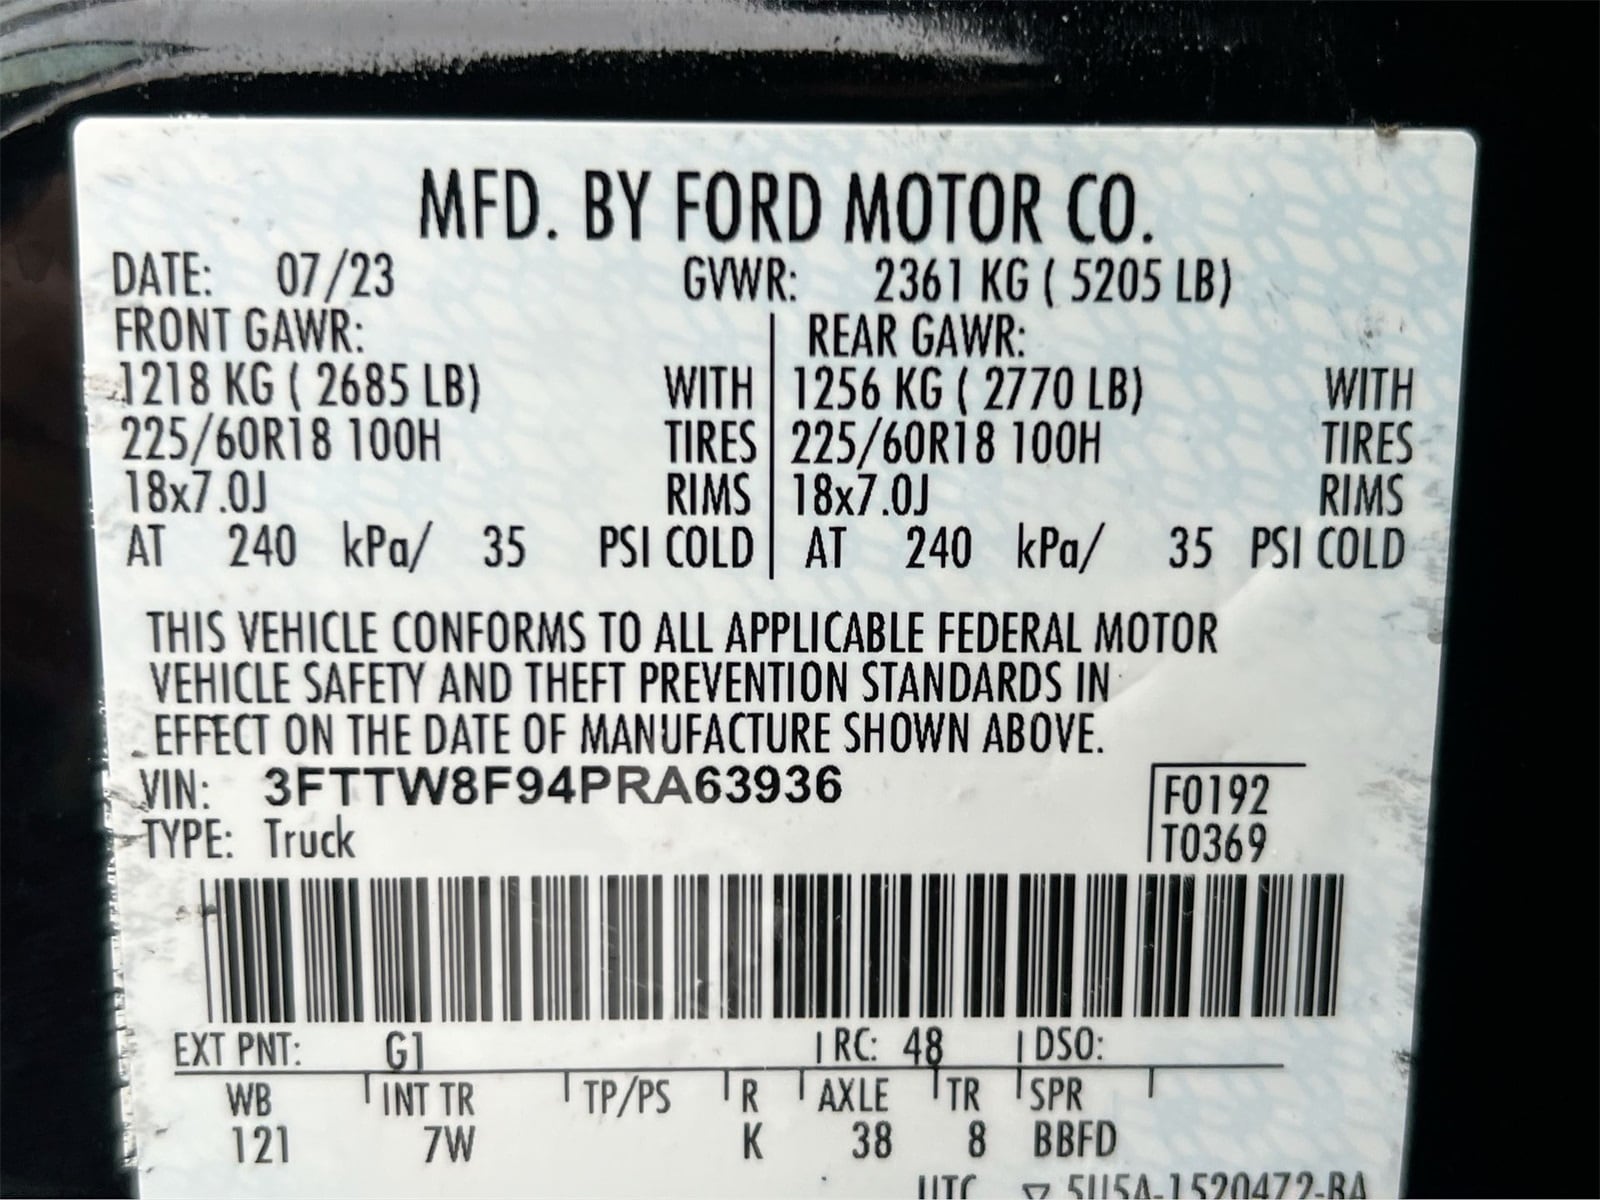 MFD. BY FORD MOTOR CO.
DATE: 07/23 GVWR: 2361 KG ( 5205 LB)
FRONT GAWR: REAR GAWR:
1218 KG ( 2685 LB) WITH 1256 KG ( 2770 LB) WITH
225/60R18 100H TIRES 225/60R18 100H TIRES
18x7.0J RIMS 18x7.0J RIMS
AT 240 kPa/ 35 PSI COLD AT 240 kPa/ 35 PSI COLD
THIS VEHICLE CONFORMS TO ALL APPLICABLE FEDERAL MOTOR
VEHICLE SAFETY AND THEFT PREVENTION STANDARDS IN
EFFECT ON THE DATE OF MANUFACTURE SHOWN ABOVE.
VIN: 3FTTW8F94PRA63936 F0192
TYPE: Truck T0369
EXT PNT: G1 RC: 48 DSO:
WB INT TR TP/PS R AXLE TR SPR
121 7W K 38 8 BBFD
UTC ▽ 5U5A-1520472-BA